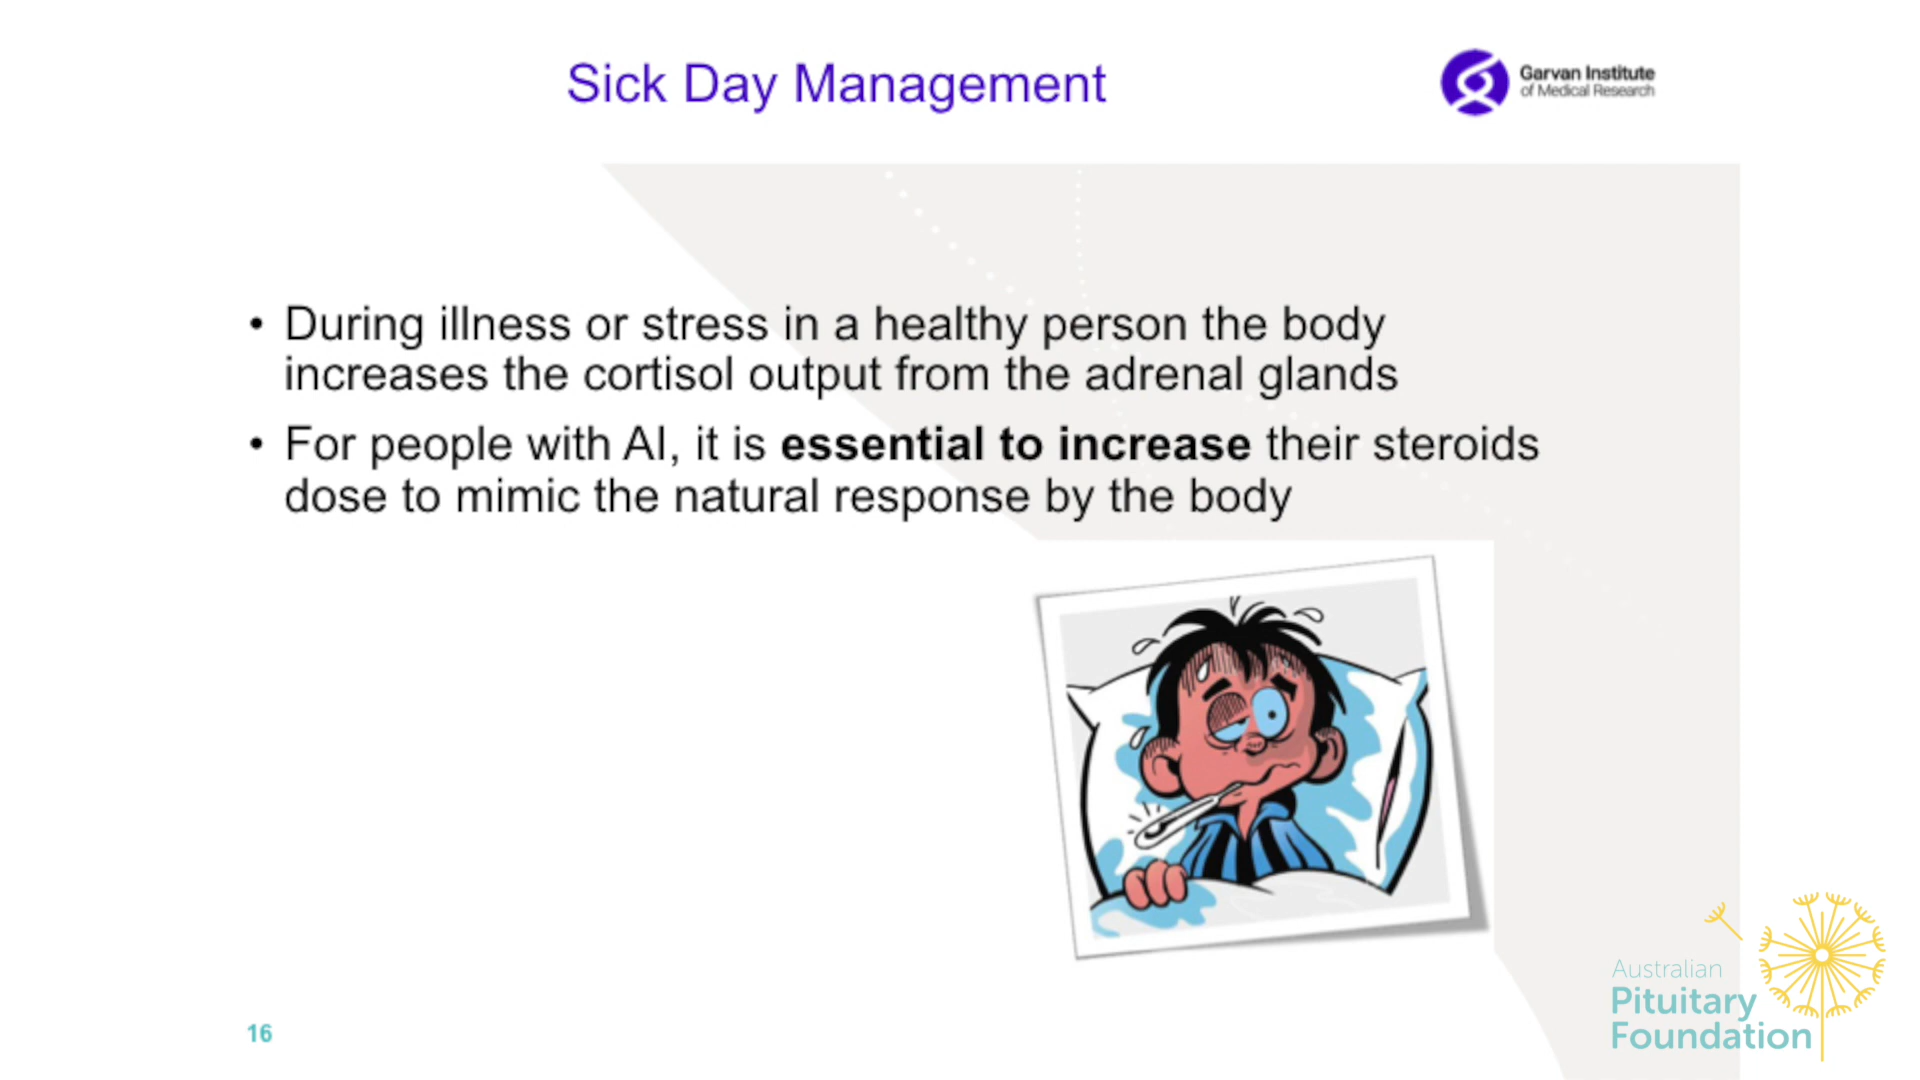 Sick Day Management
Garvan Institute
of Medical Research
• During illness or stress in a healthy person the body
increases the cortisol output from the adrenal glands
• For people with AI, it is essential to increase their steroids
dose to mimic the natural response by the body
16
Australian
Pituitary
Foundation